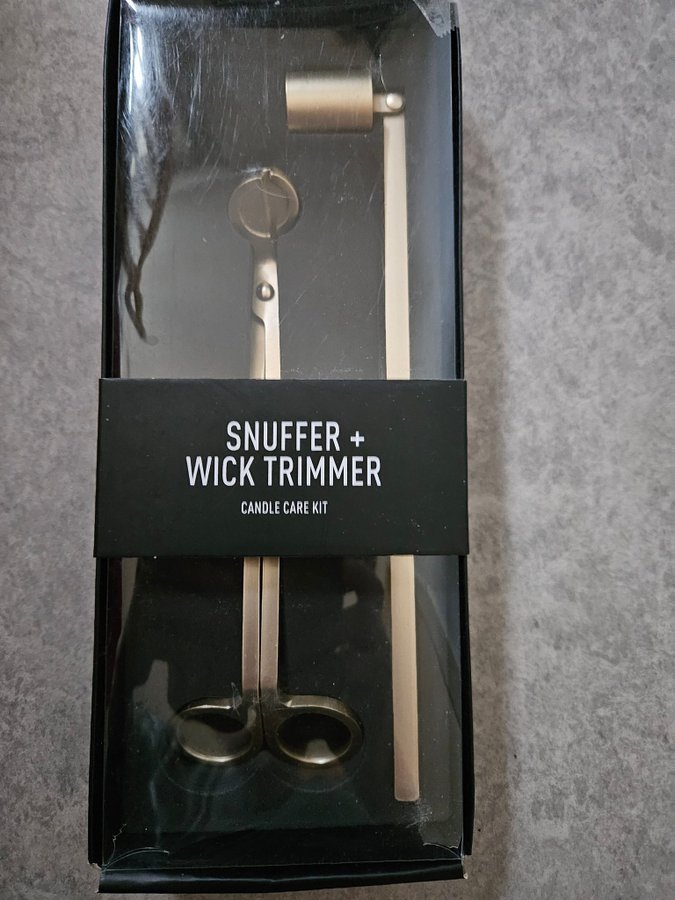 SNUFFER +
WICK TRIMMER
CANDLE CARE KIT